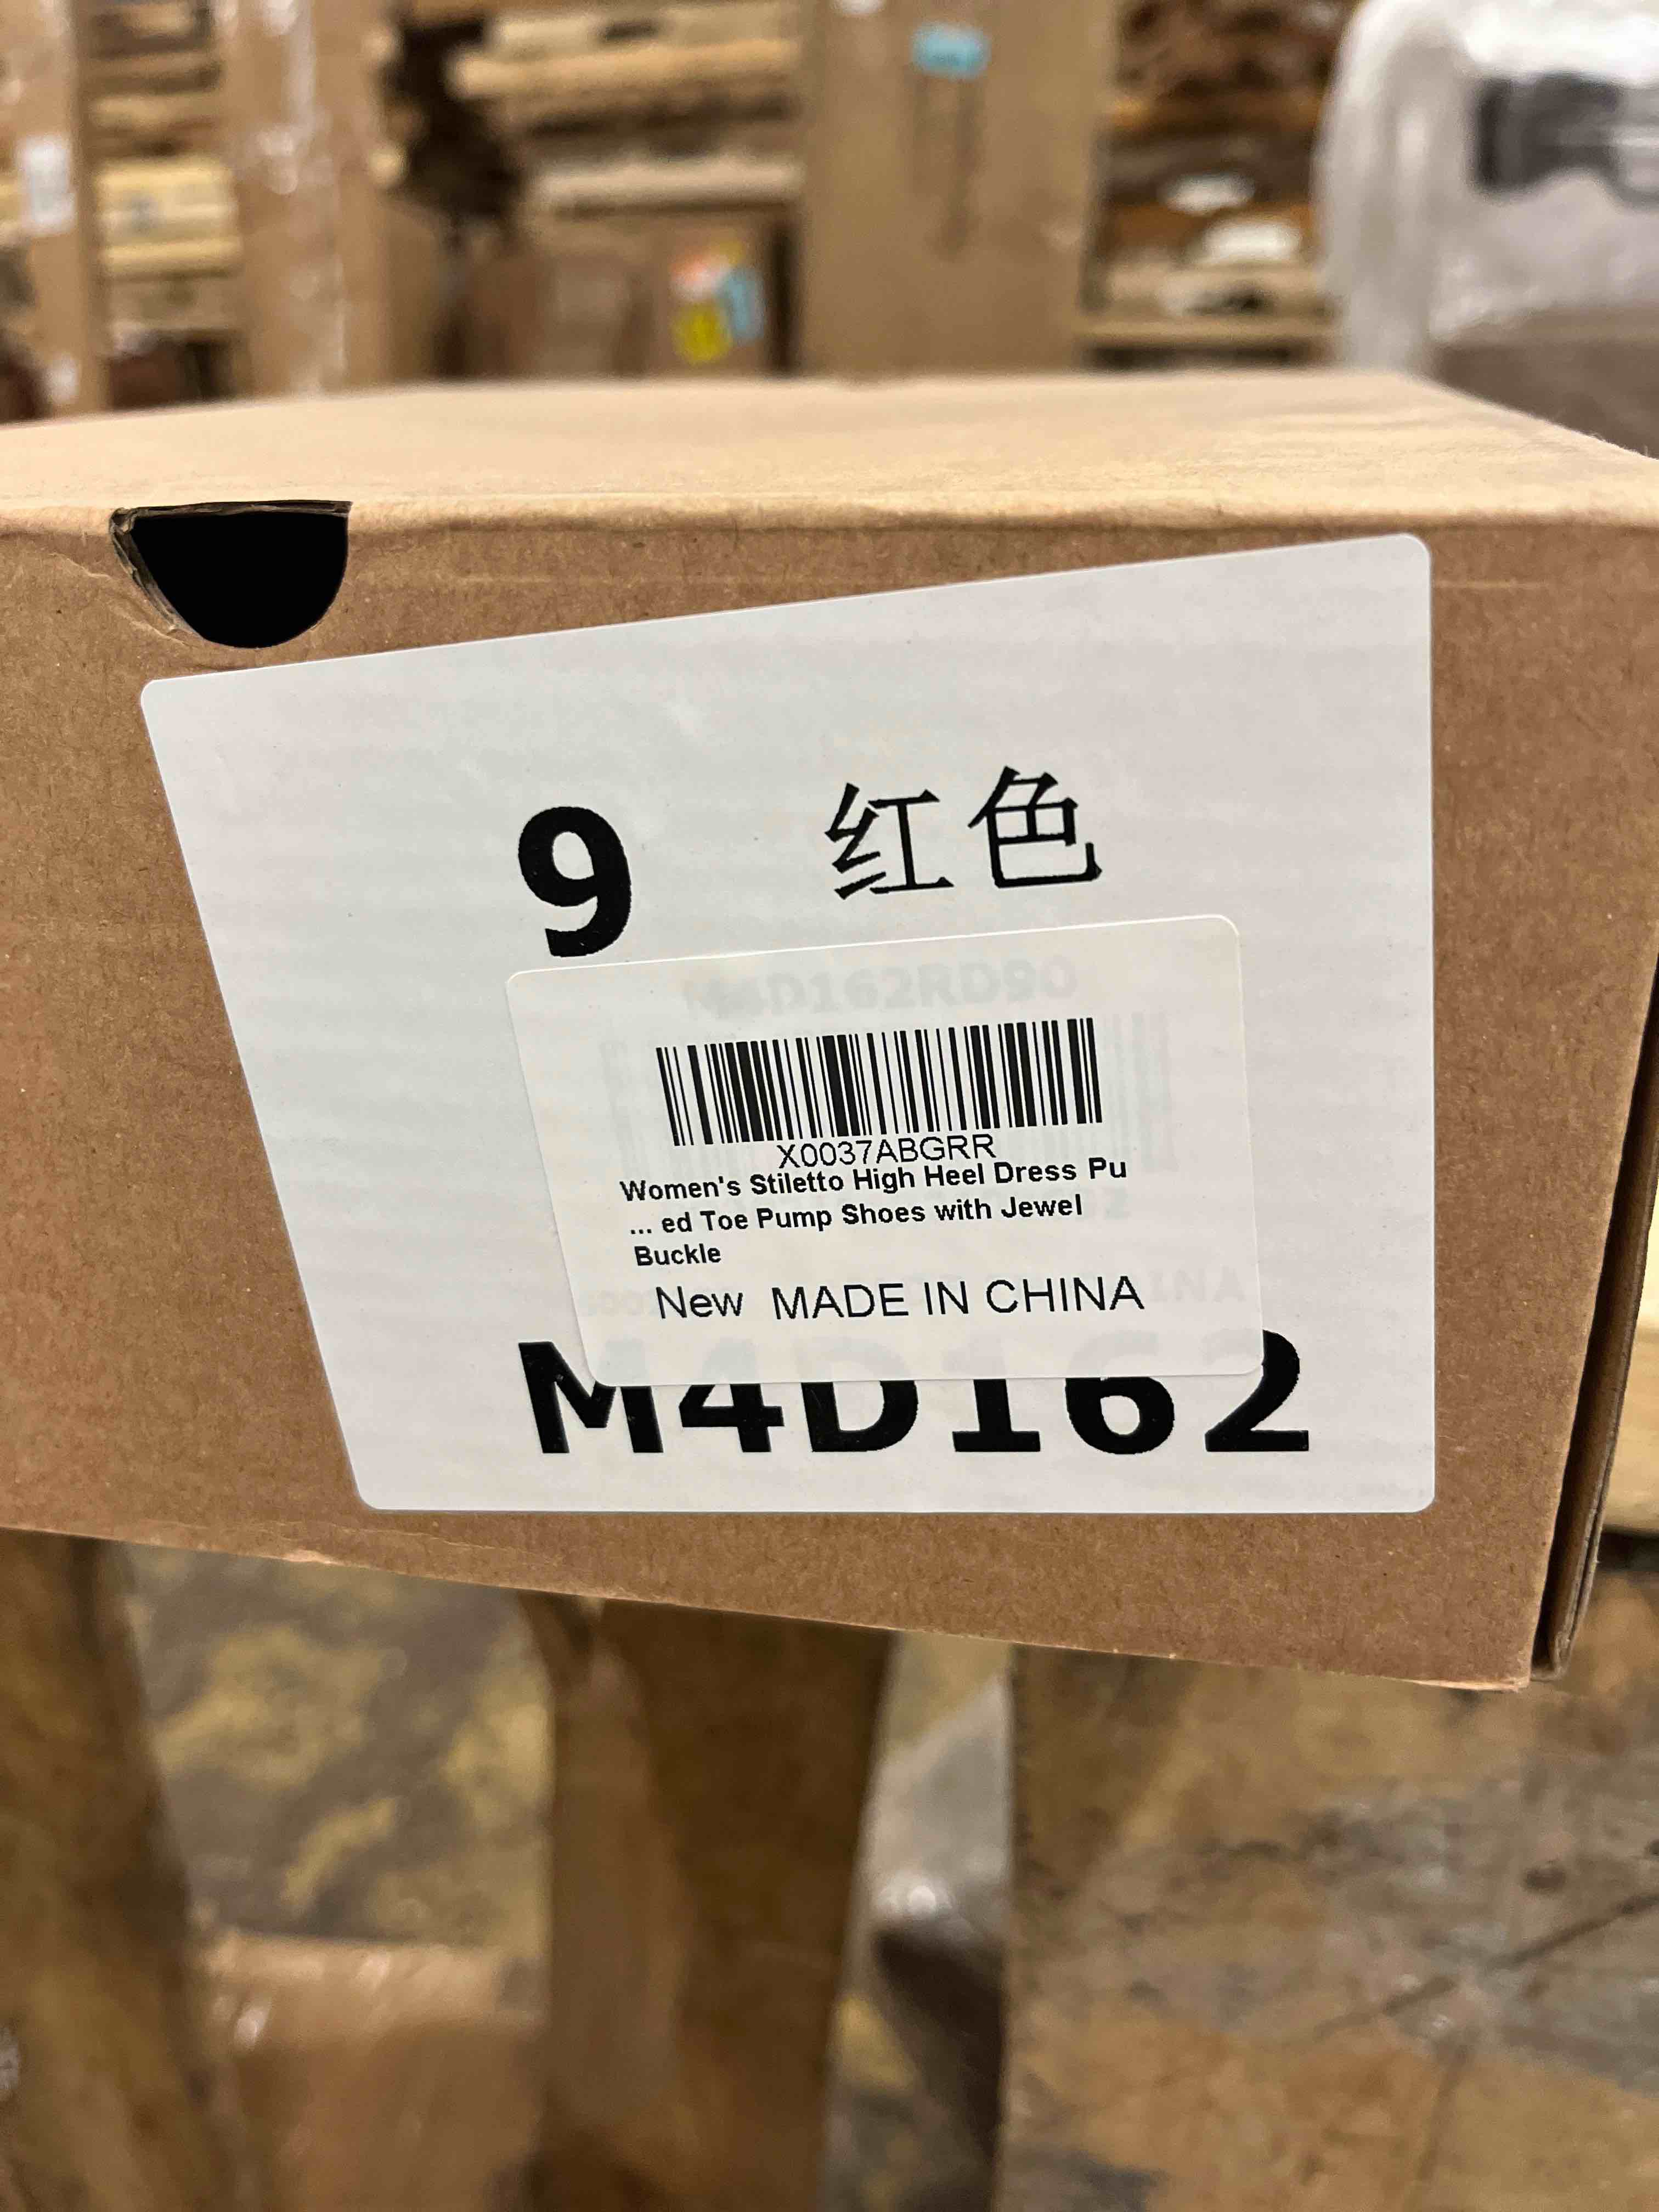 9 红色
M4D162RD90
X0037ABGRR
Women's Stiletto High Heel Dress Pu
... ed Toe Pump Shoes with Jewel
Buckle
New MADE IN CHINA
M4D162